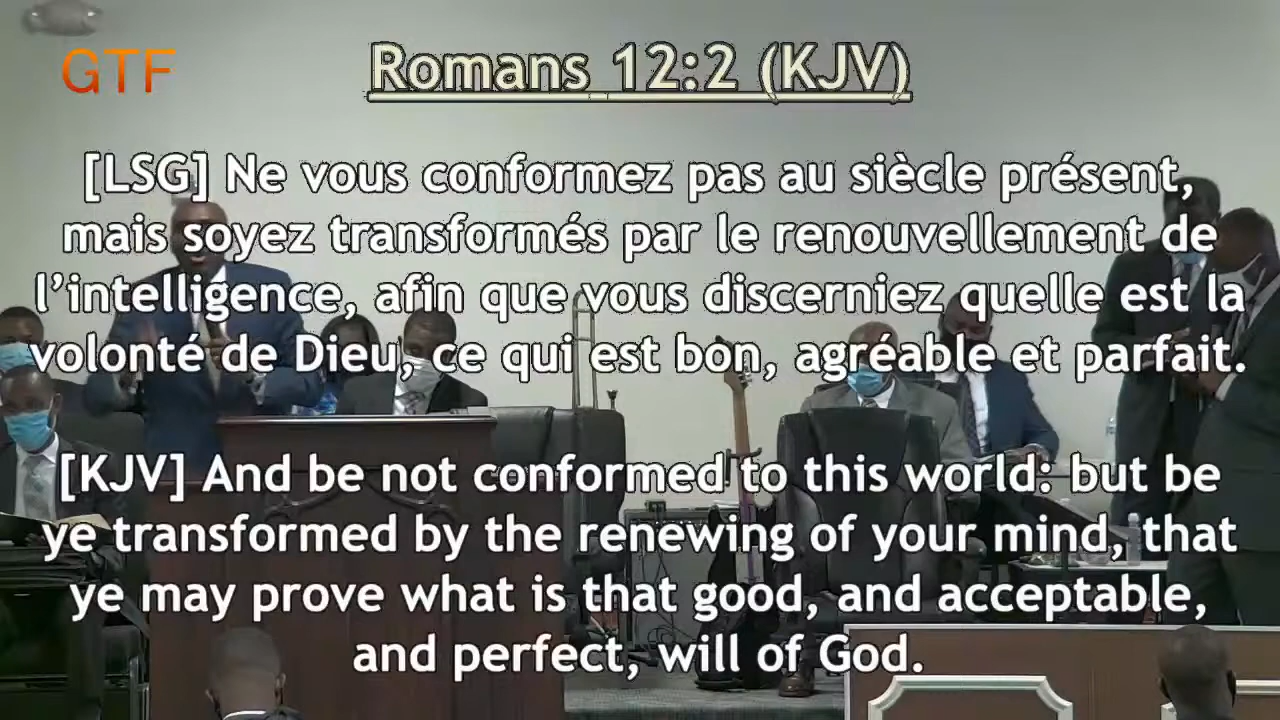 GTF
Romans 12:2 (KJV)
[LSG] Ne vous conformez pas au siècle présent,
mais soyez transformés par le renouvellement de
l’intelligence, afin que vous discerniez quelle est la
volonté de Dieu, ce qui est bon, agréable et parfait.
[KJV] And be not conformed to this world: but be
ye transformed by the renewing of your mind, that
ye may prove what is that good, and acceptable,
and perfect, will of God.